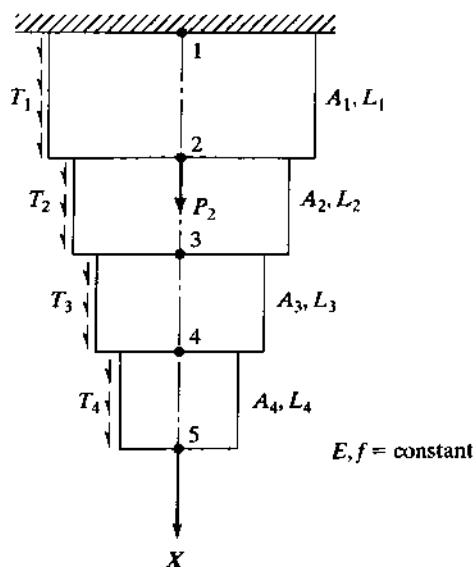 1
T₁
A₁, L₁
2
T₂
P₂
A₂, L₂
3
T₃
A₃, L₃
4
T₄
A₄, L₄
5
E, f = constant
X